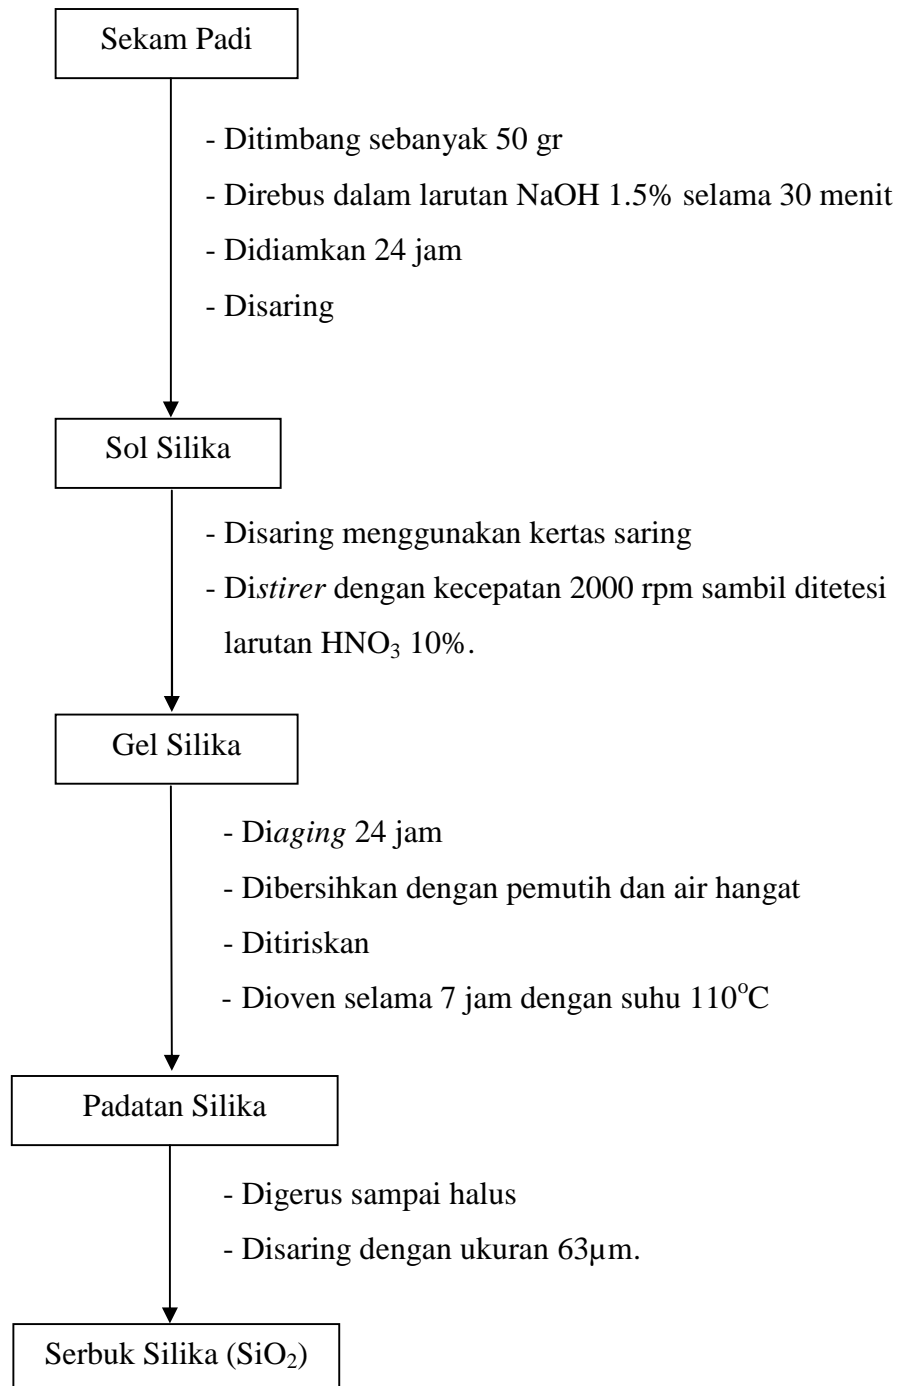 Sekam Padi
- Ditimbang sebanyak 50 gr
- Direbus dalam larutan NaOH 1.5% selama 30 menit
- Didiamkan 24 jam
- Disaring
Sol Silika
- Disaring menggunakan kertas saring
- Distirer dengan kecepatan 2000 rpm sambil ditetesi
larutan HNO₃ 10%.
Gel Silika
- Diaging 24 jam
- Dibersihkan dengan pemutih dan air hangat
- Ditiriskan
- Dioven selama 7 jam dengan suhu 110ᵒC
Padatan Silika
- Digerus sampai halus
- Disaring dengan ukuran 63µm.
Serbuk Silika (SiO₂)